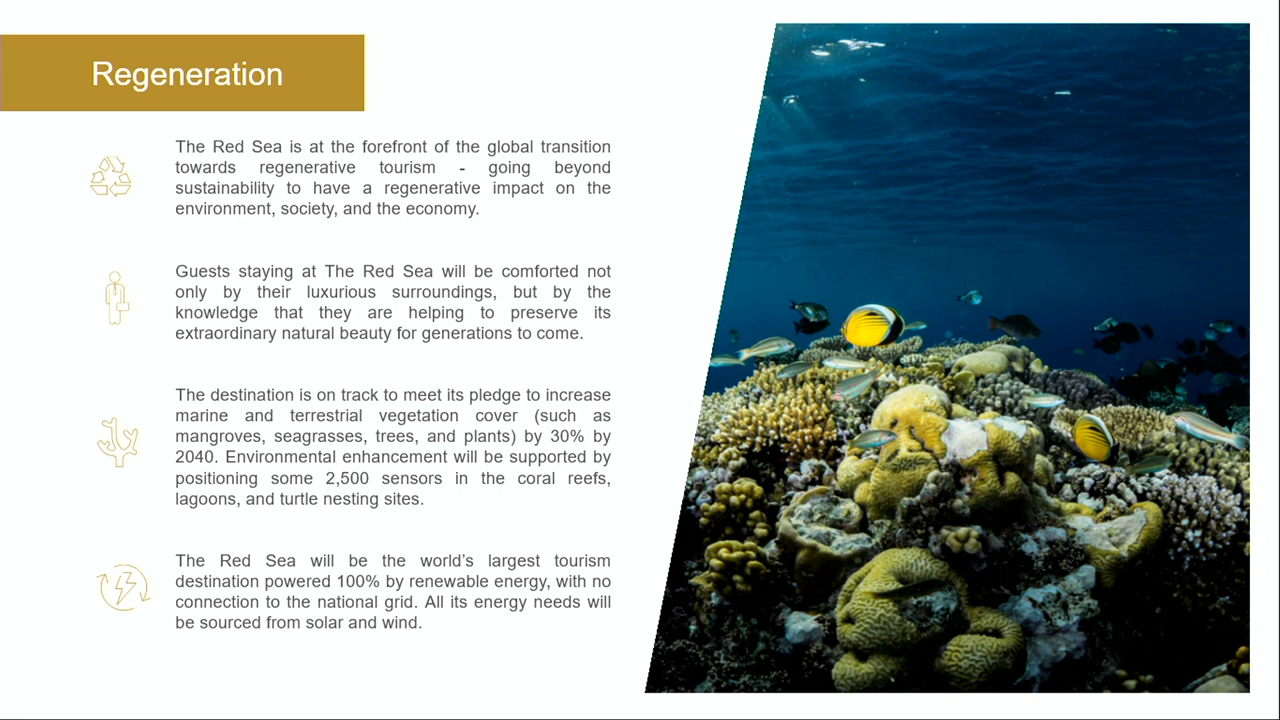 Regeneration
The Red Sea is at the forefront of the global transition
towards regenerative tourism - going beyond
sustainability to have a regenerative impact on the
environment, society, and the economy.
Guests staying at The Red Sea will be comforted not
only by their luxurious surroundings, but by the
knowledge that they are helping to preserve its
extraordinary natural beauty for generations to come.
The destination is on track to meet its pledge to increase
marine and terrestrial vegetation cover (such as
mangroves, seagrasses, trees, and plants) by 30% by
2040. Environmental enhancement will be supported by
positioning some 2,500 sensors in the coral reefs,
lagoons, and turtle nesting sites.
The Red Sea will be the world’s largest tourism
destination powered 100% by renewable energy, with no
connection to the national grid. All its energy needs will
be sourced from solar and wind.